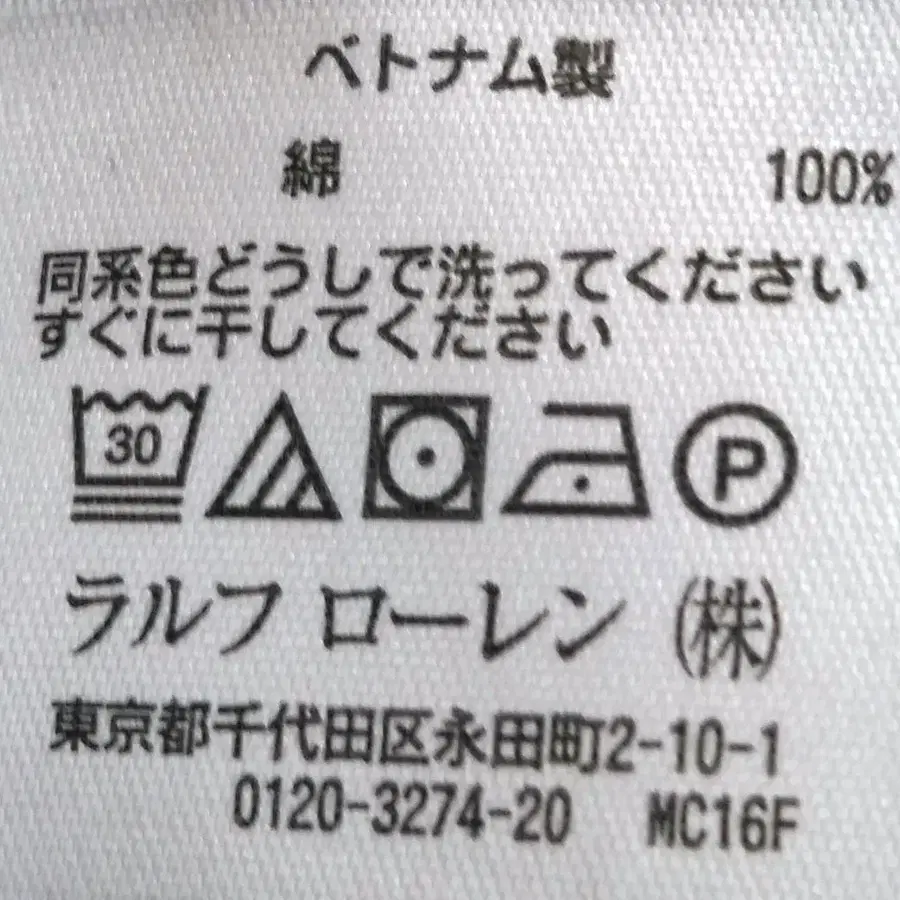 ベトナム製
綿 100%
同系色どうしで洗ってください
すぐに干してください
30 P
ラルフ ローレン ㈱
東京都千代田区永田町2-10-1
0120-3274-20 MC16F